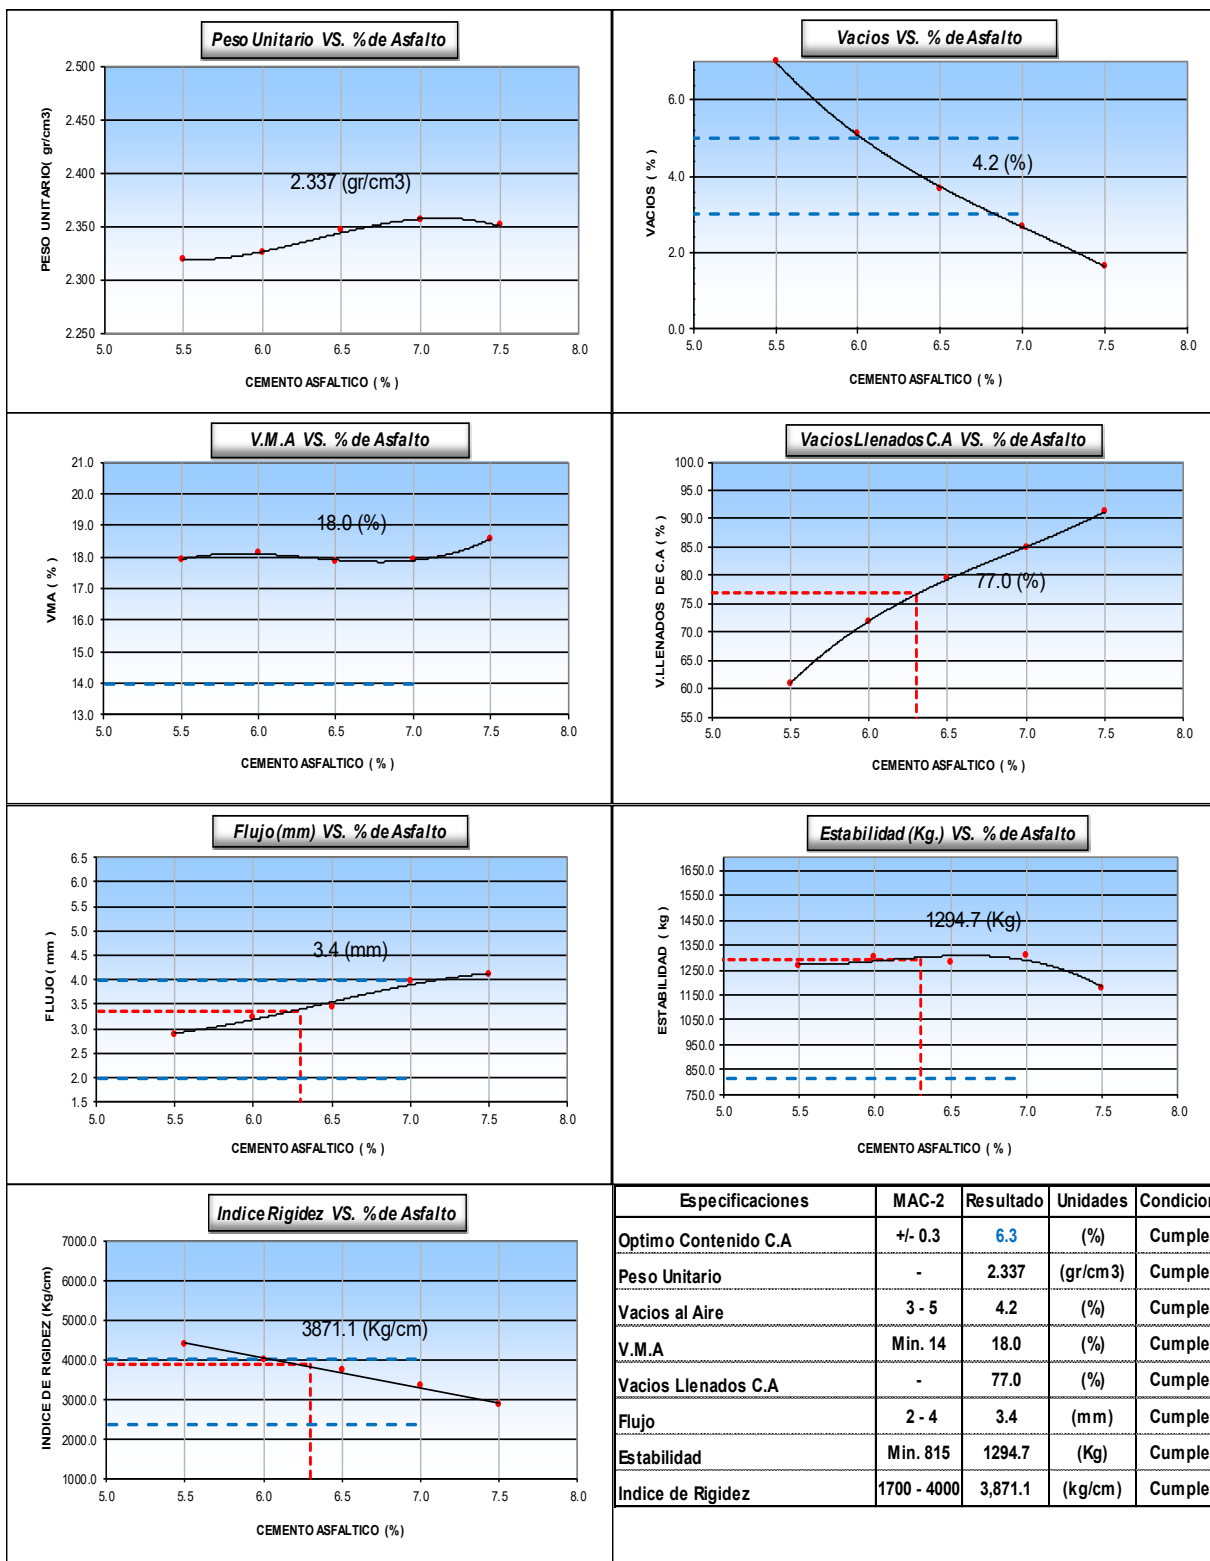 Peso Unitario VS. % de Asfalto
2.500
2.450
2.400
2.350
2.300
2.250
PESO UNITARIO( gr/cm3)
2.337 (gr/cm3)
5.0 5.5 6.0 6.5 7.0 7.5 8.0
CEMENTO ASFALTICO ( % )
Vacios VS. % de Asfalto
6.0
4.0
2.0
0.0
VACIOS ( % )
4.2 (%)
5.0 5.5 6.0 6.5 7.0 7.5 8.0
CEMENTO ASFALTICO ( % )
V.M.A VS. % de Asfalto
21.0
20.0
19.0
18.0
17.0
16.0
15.0
14.0
13.0
VMA ( % )
18.0 (%)
5.0 5.5 6.0 6.5 7.0 7.5 8.0
CEMENTO ASFALTICO ( % )
Vacios Llenados C.A VS. % de Asfalto
100.0
95.0
90.0
85.0
80.0
75.0
70.0
65.0
60.0
55.0
V.LLENADOS DE C.A ( % )
77.0 (%)
5.0 5.5 6.0 6.5 7.0 7.5 8.0
CEMENTO ASFALTICO ( % )
Flujo (mm) VS. % de Asfalto
6.5
6.0
5.5
5.0
4.5
4.0
3.5
3.0
2.5
2.0
1.5
FLUJO ( mm )
3.4 (mm)
5.0 5.5 6.0 6.5 7.0 7.5 8.0
CEMENTO ASFALTICO ( % )
Estabilidad (Kg.) VS. % de Asfalto
1650.0
1550.0
1450.0
1350.0
1250.0
1150.0
1050.0
950.0
850.0
750.0
ESTABILIDAD ( kg )
1294.7 (Kg)
5.0 5.5 6.0 6.5 7.0 7.5 8.0
CEMENTO ASFALTICO ( % )
Indice Rigidez VS. % de Asfalto
7000.0
6000.0
5000.0
4000.0
3000.0
2000.0
1000.0
INDICE DE RIGIDEZ (Kg/cm)
3871.1 (Kg/cm)
5.0 5.5 6.0 6.5 7.0 7.5 8.0
CEMENTO ASFALTICO (%)
Especificaciones MAC-2 Resultado Unidades Condicion
Optimo Contenido C.A +/- 0.3 6.3 (%) Cumple
Peso Unitario - 2.337 (gr/cm3) Cumple
Vacios al Aire 3 - 5 4.2 (%) Cumple
V.M.A Min. 14 18.0 (%) Cumple
Vacios Llenados C.A - 77.0 (%) Cumple
Flujo 2 - 4 3.4 (mm) Cumple
Estabilidad Min. 815 1294.7 (Kg) Cumple
Indice de Rigidez 1700 - 4000 3,871.1 (kg/cm) Cumple